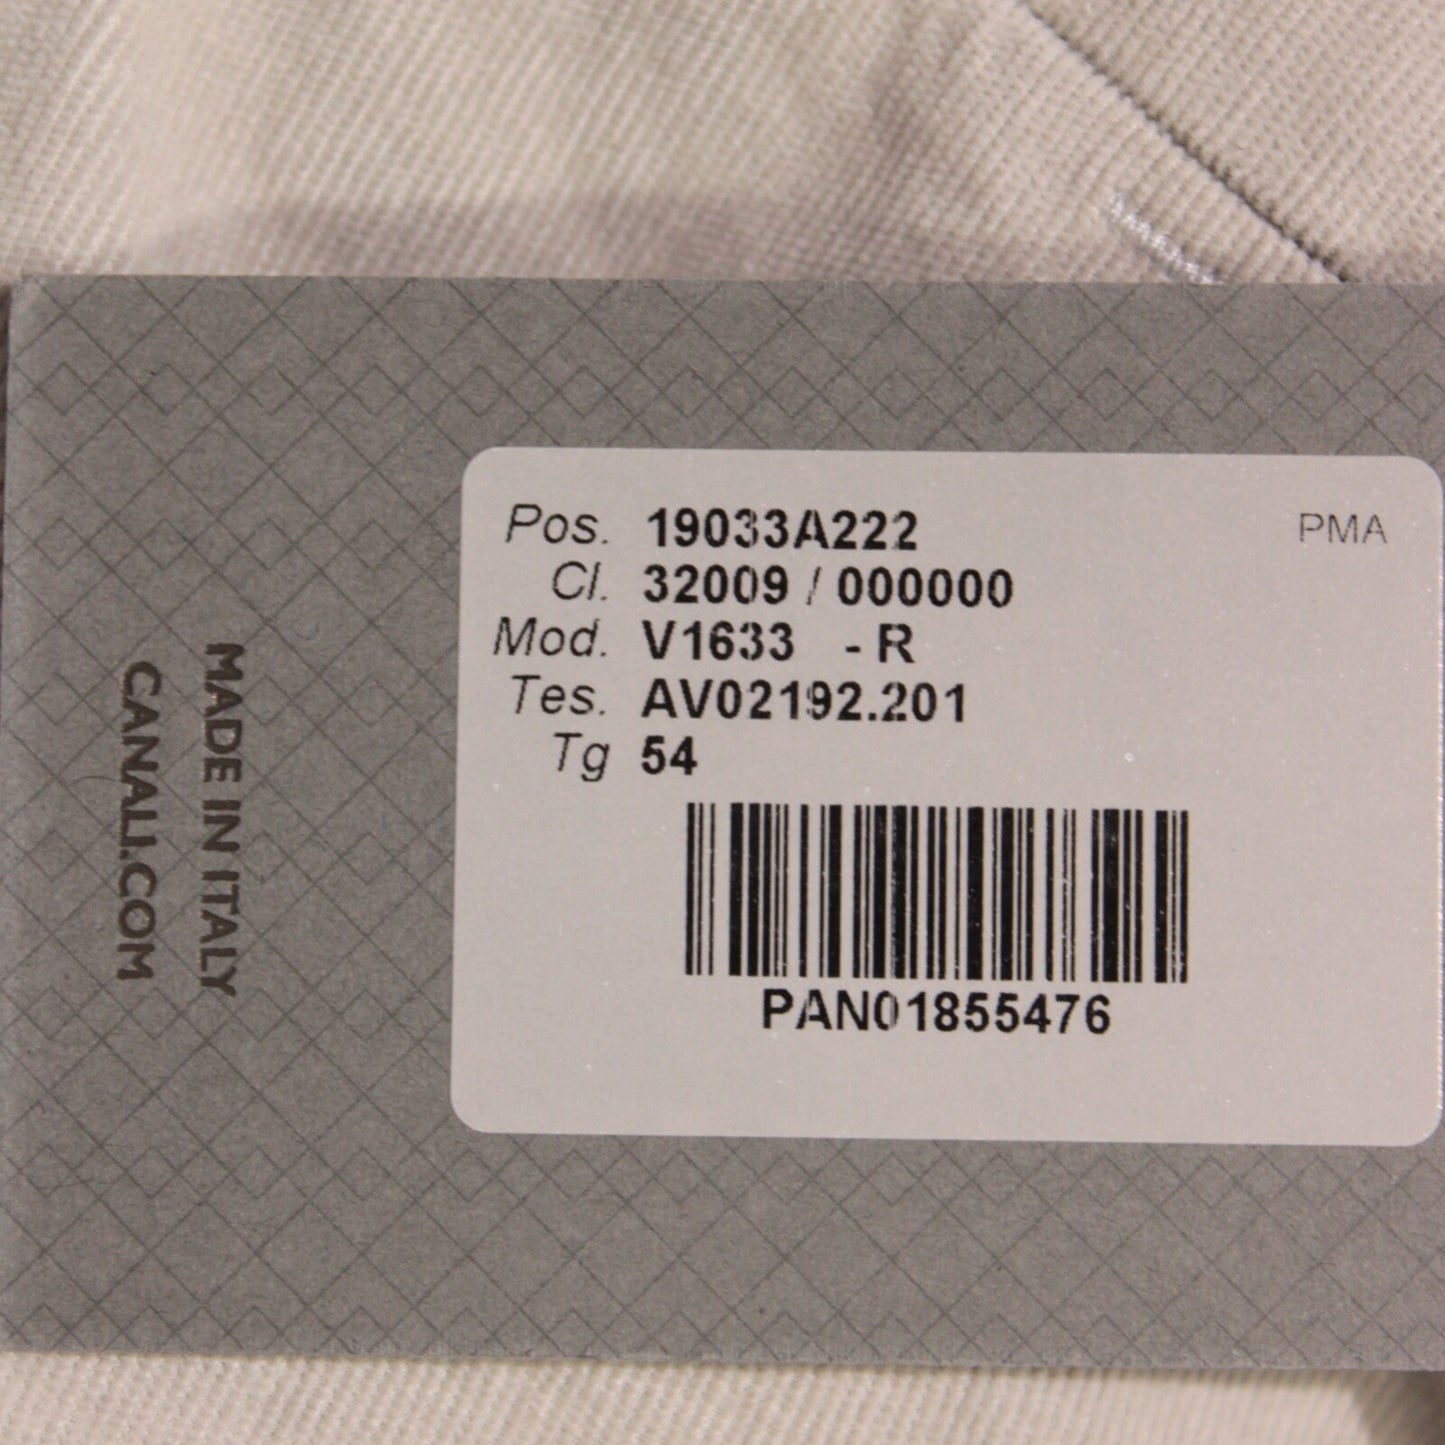 Pos. 19033A222 PMA
Cl. 32009 / 000000
Mod. V1633 - R
Tes. AV02192.201
Tg 54
PAN01855476
MADE IN ITALY
CANALI.COM